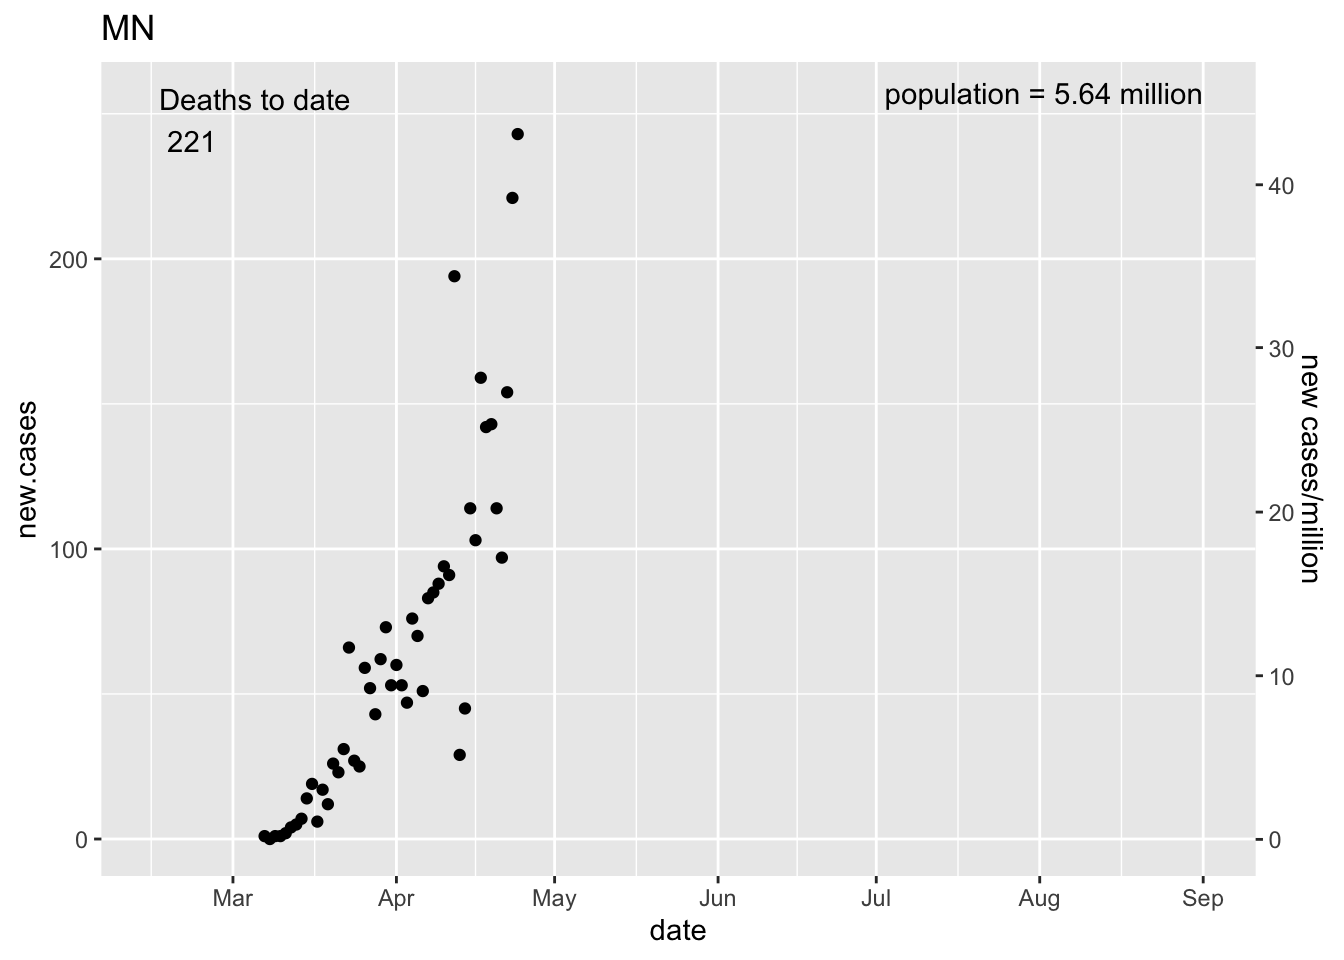 MN
Deaths to date
221
population = 5.64 million
200
100
0
new.cases
40
30
20
10
0
new cases/million
Mar Apr May Jun Jul Aug Sep
date